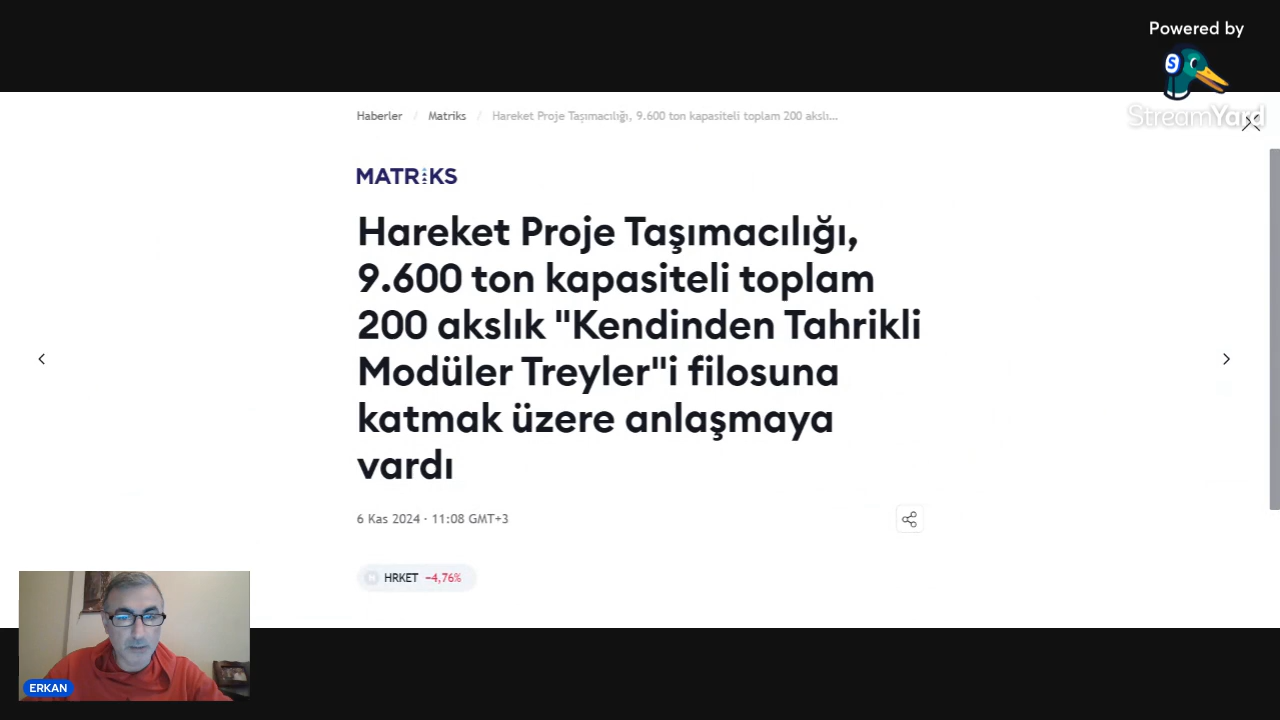 Powered by
StreamYard
Haberler / Matriks / Hareket Proje Taşımacılığı, 9.600 ton kapasiteli toplam 200 akslı...
MATRİKS
Hareket Proje Taşımacılığı,
9.600 ton kapasiteli toplam
200 akslık "Kendinden Tahrikli
Modüler Treyler"i filosuna
katmak üzere anlaşmaya
vardı
6 Kas 2024 · 11:08 GMT+3
HRKET −4,76%
ERKAN